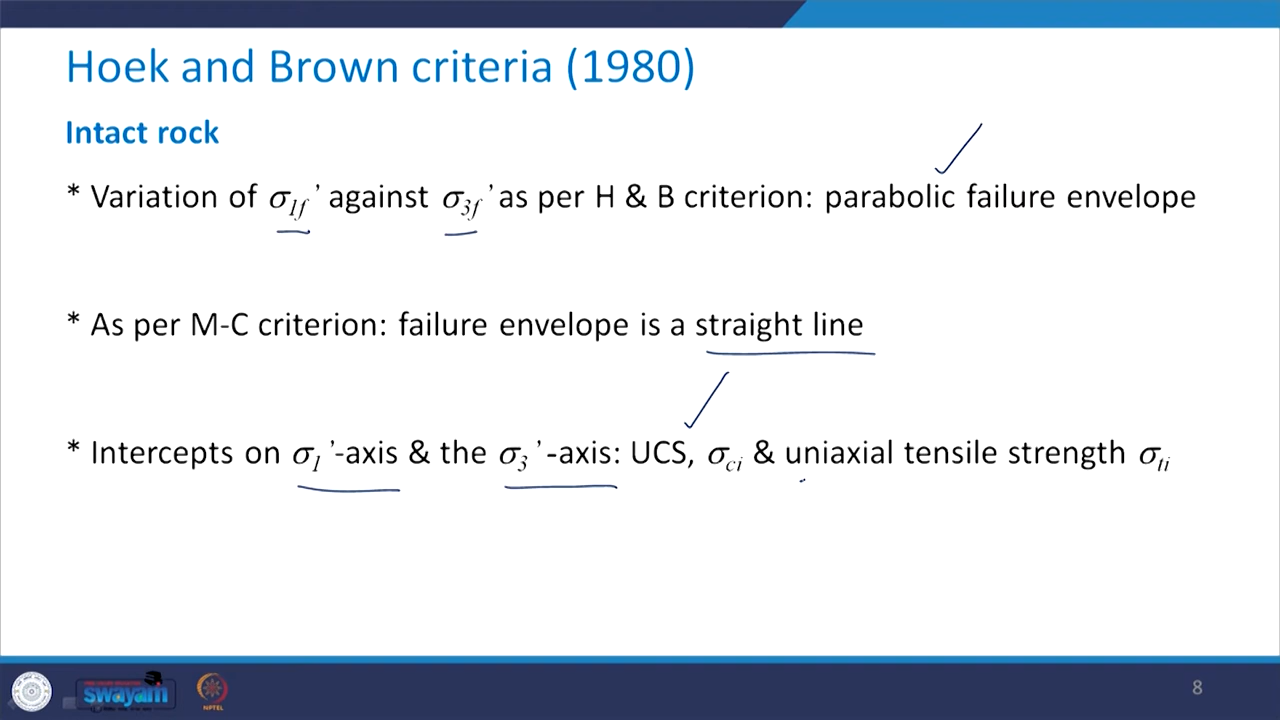 Hoek and Brown criteria (1980)
Intact rock
* Variation of σ1f ’ against σ3f ’ as per H & B criterion: parabolic failure envelope
* As per M-C criterion: failure envelope is a straight line
* Intercepts on σ1 ’-axis & the σ3 ’-axis: UCS, σci & uniaxial tensile strength σti
swayam
NPTEL
8